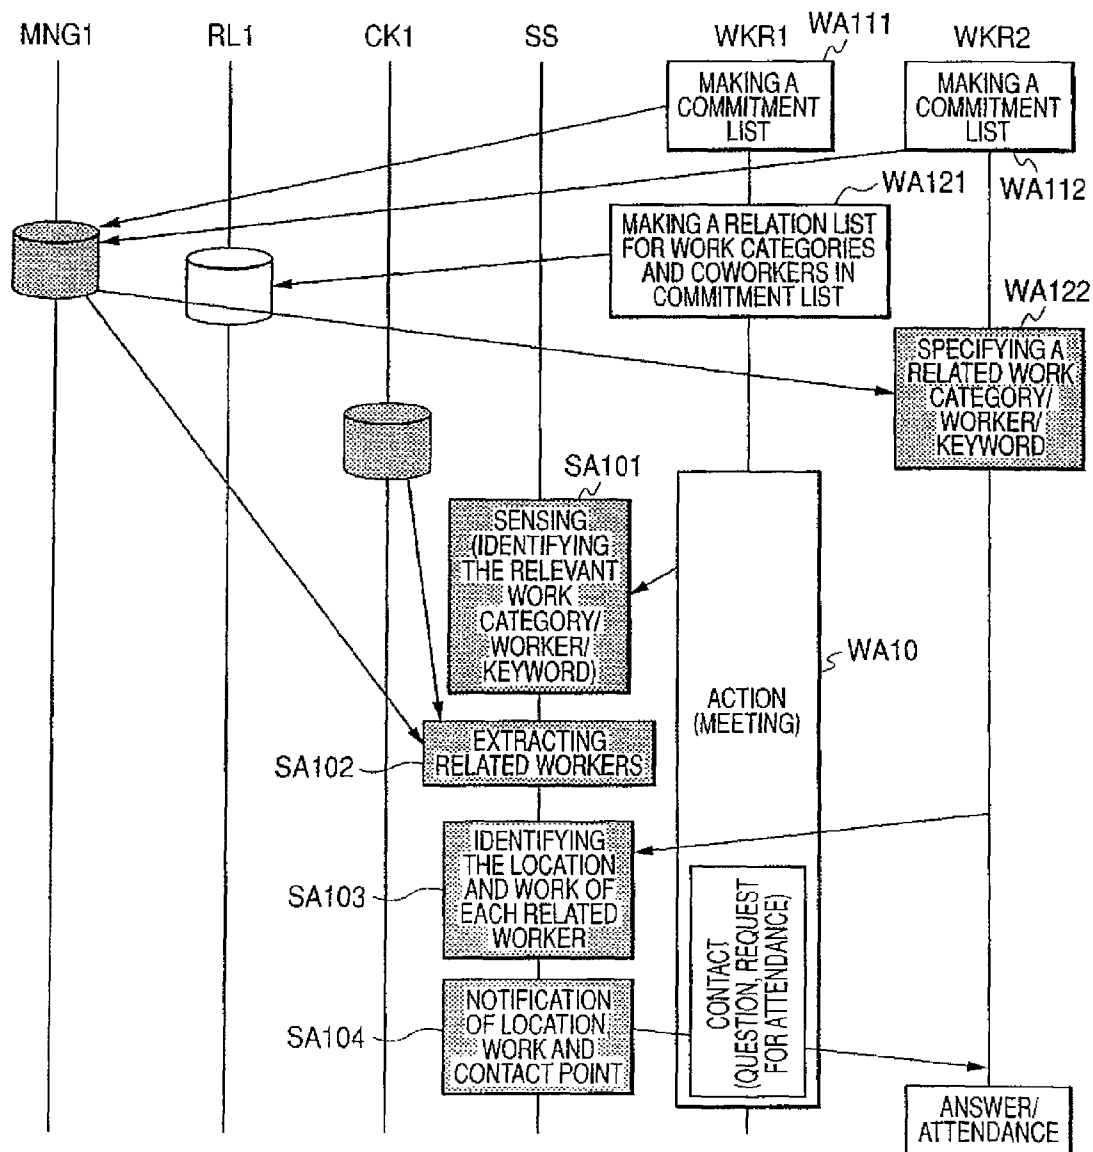 MNG1
RL1
CK1
SS
WKR1
WA111
WKR2
MAKING A
COMMITMENT
LIST
MAKING A
COMMITMENT
LIST
WA112
WA121
MAKING A RELATION LIST
FOR WORK CATEGORIES
AND COWORKERS IN
COMMITMENT LIST
WA122
SPECIFYING A
RELATED WORK
CATEGORY/
WORKER/
KEYWORD
SA101
SENSING
(IDENTIFYING
THE RELEVANT
WORK
CATEGORY/
WORKER/
KEYWORD)
WA10
ACTION
(MEETING)
EXTRACTING
RELATED WORKERS
SA102
IDENTIFYING
THE LOCATION
AND WORK OF
EACH RELATED
WORKER
SA103
CONTACT
(QUESTION, REQUEST
FOR ATTENDANCE)
NOTIFICATION
OF LOCATION,
WORK AND
CONTACT POINT
SA104
ANSWER/
ATTENDANCE